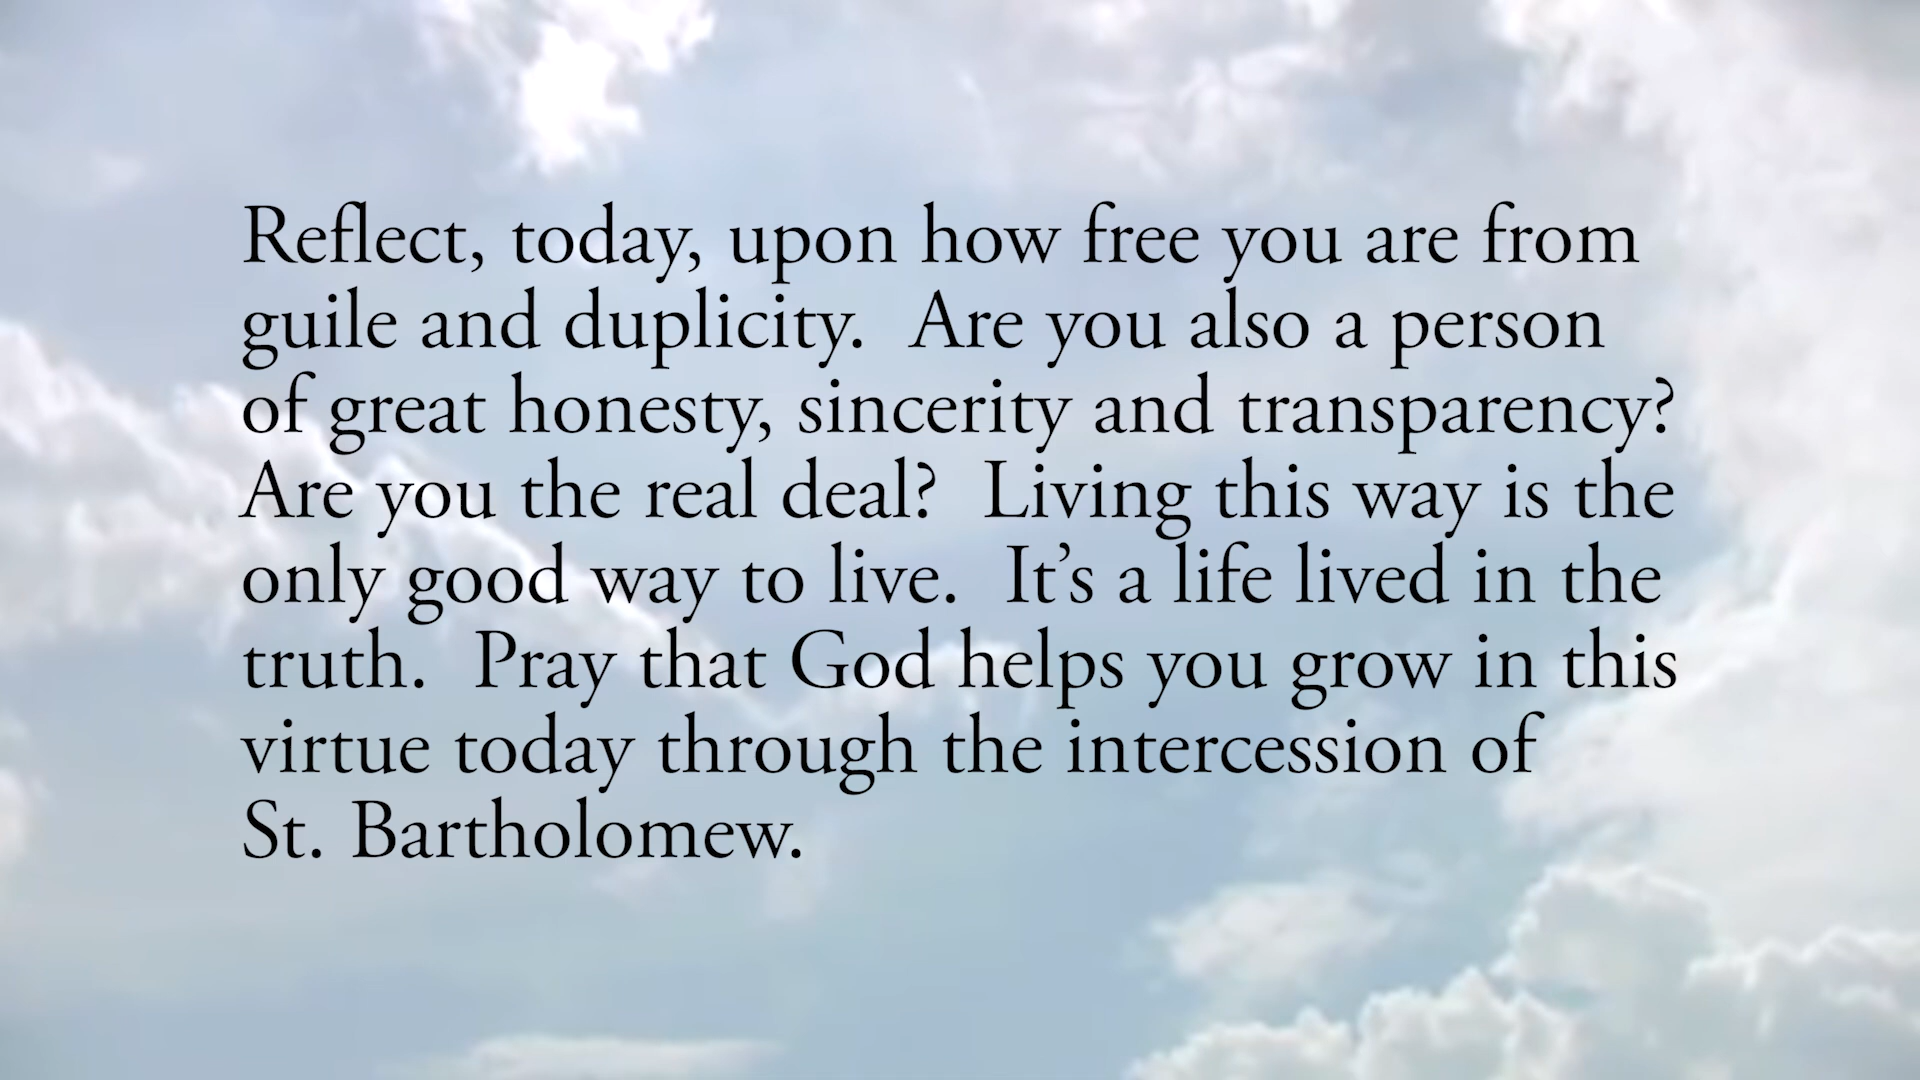 Reflect, today, upon how free you are from
guile and duplicity.  Are you also a person
of great honesty, sincerity and transparency?
Are you the real deal?  Living this way is the
only good way to live.  It’s a life lived in the
truth.  Pray that God helps you grow in this
virtue today through the intercession of
St. Bartholomew.